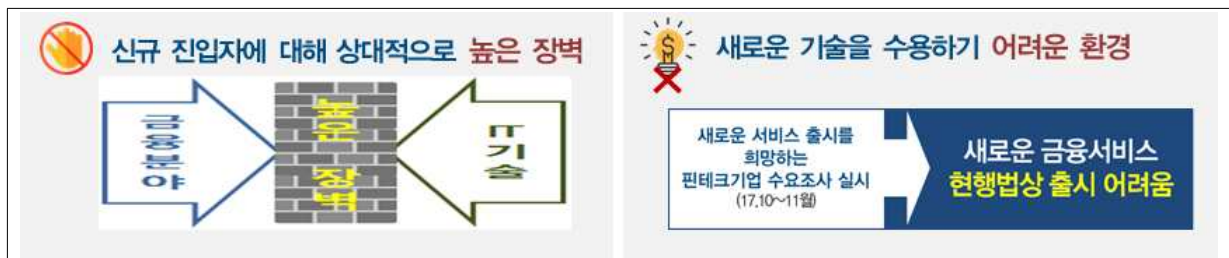 신규 진입자에 대해 상대적으로 높은 장벽
금융분야
높은 장벽
IT기술
새로운 기술을 수용하기 어려운 환경
새로운 서비스 출시를
희망하는
핀테크기업 수요조사 실시
(17.10~11월)
새로운 금융서비스
현행법상 출시 어려움